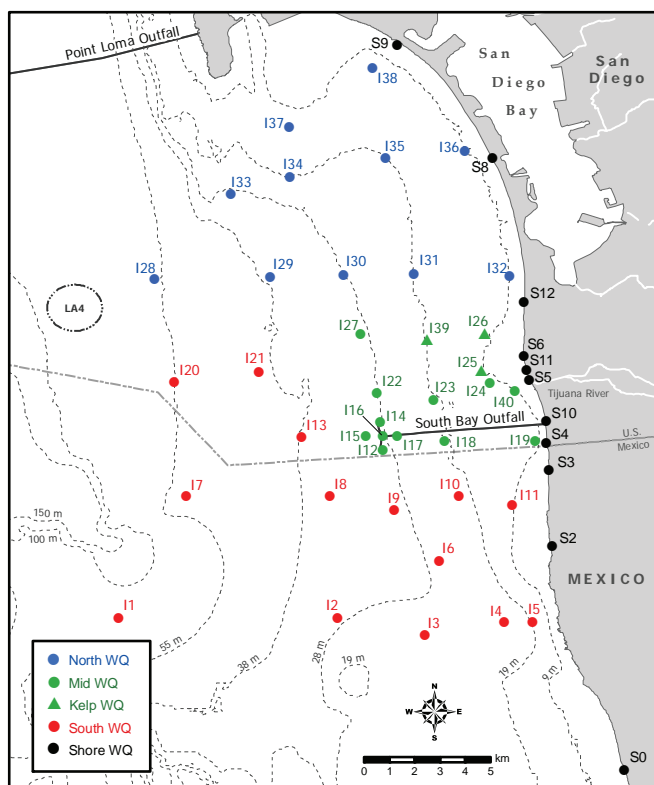 S9
Point Loma Outfall
San
Diego
Bay
San
Diego
I38
I37
I35
I36
S8
I34
I33
I28
I29
I30
I31
I32
LA4
S12
I27
I39
I26
S6
I21
I25
S11
I20
S5
I24
I22
I23
I40
Tijuana River
I16
I14
South Bay Outfall
S10
I13
I15
I17
I18
I19
S4
U.S.
Mexico
I12
S3
I7
I8
I9
I10
I11
150 m
100 m
S2
I6
MEXICO
I1
I2
I3
I4
I5
55 m
38 m
28 m
19 m
19 m
9 m
North WQ
Mid WQ
Kelp WQ
South WQ
Shore WQ
N
W
E
S
km
0 1 2 3 4 5
S0